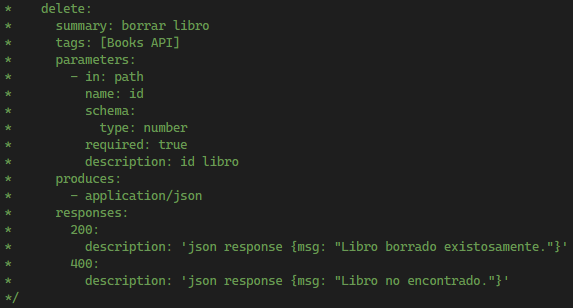 *    delete:
*      summary: borrar libro
*      tags: [Books API]
*      parameters:
*        - in: path
*          name: id
*          schema:
*            type: number
*          required: true
*          description: id libro
*      produces:
*        - application/json
*      responses:
*        200:
*          description: 'json response {msg: "Libro borrado existosamente."}'
*        400:
*          description: 'json response {msg: "Libro no encontrado."}'
*/